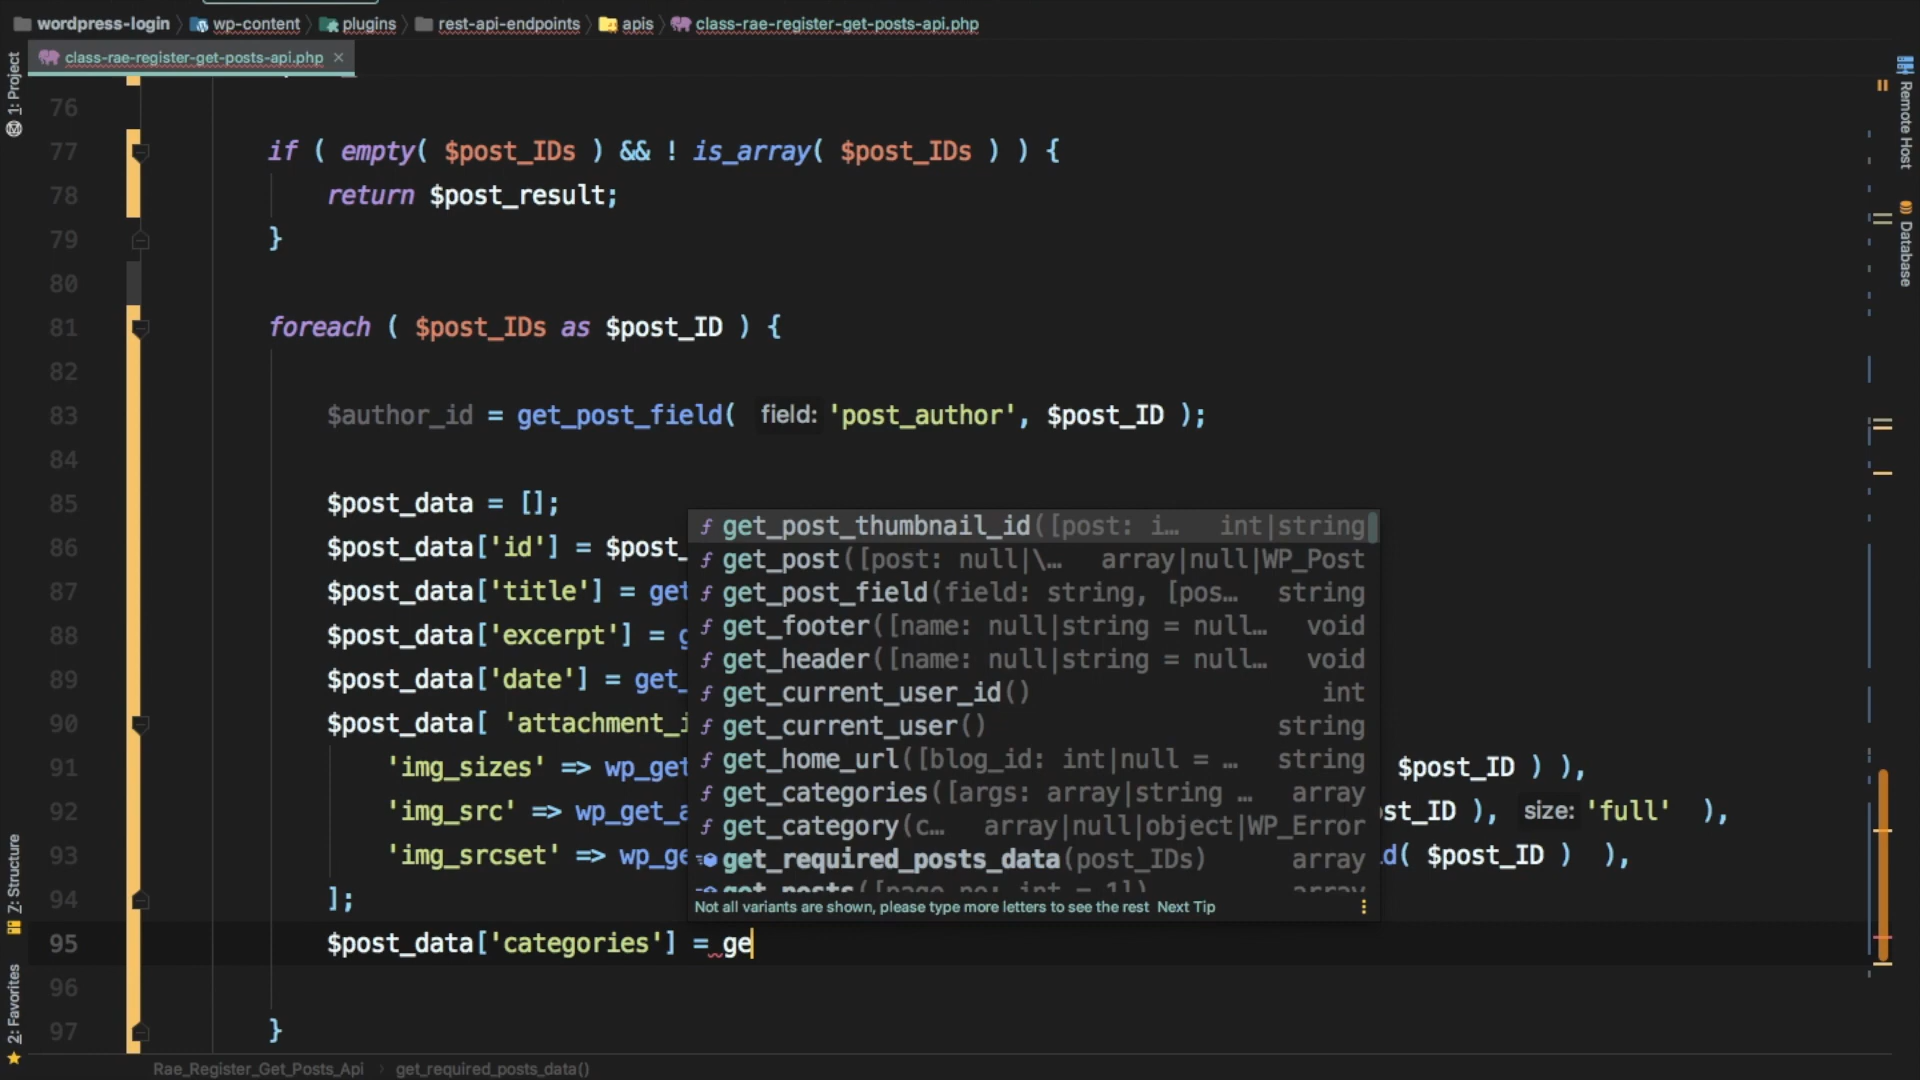 wordpress-login wp-content plugins rest-api-endpoints apis class-rae-register-get-posts-api.php
class-rae-register-get-posts-api.php ×
1: Project
Remote Host
Database
Z: Structure
2: Favorites
76
77 if ( empty( $post_IDs ) && ! is_array( $post_IDs ) ) {
78 return $post_result;
79 }
80
81 foreach ( $post_IDs as $post_ID ) {
82
83 $author_id = get_post_field( field: 'post_author', $post_ID );
84
85 $post_data = [];
86 $post_data['id'] = $post_
87 $post_data['title'] = get
88 $post_data['excerpt'] = g
89 $post_data['date'] = get_
90 $post_data[ 'attachment_i
91 'img_sizes' => wp_get $post_ID ) ),
92 'img_src' => wp_get_a ost_ID ), size: 'full' ),
93 'img_srcset' => wp_ge d( $post_ID ) ),
94 ];
95 $post_data['categories'] = ge
96
97 }
get_post_thumbnail_id([post: i… int|string
get_post([post: null|\… array|null|WP_Post
get_post_field(field: string, [pos… string
get_footer([name: null|string = null… void
get_header([name: null|string = null… void
get_current_user_id() int
get_current_user() string
get_home_url([blog_id: int|null = … string
get_categories([args: array|string … array
get_category(c… array|null|object|WP_Error
get_required_posts_data(post_IDs) array
get_posts([page_no: int = 1]) array
Not all variants are shown, please type more letters to see the rest Next Tip
Rae_Register_Get_Posts_Api › get_required_posts_data()